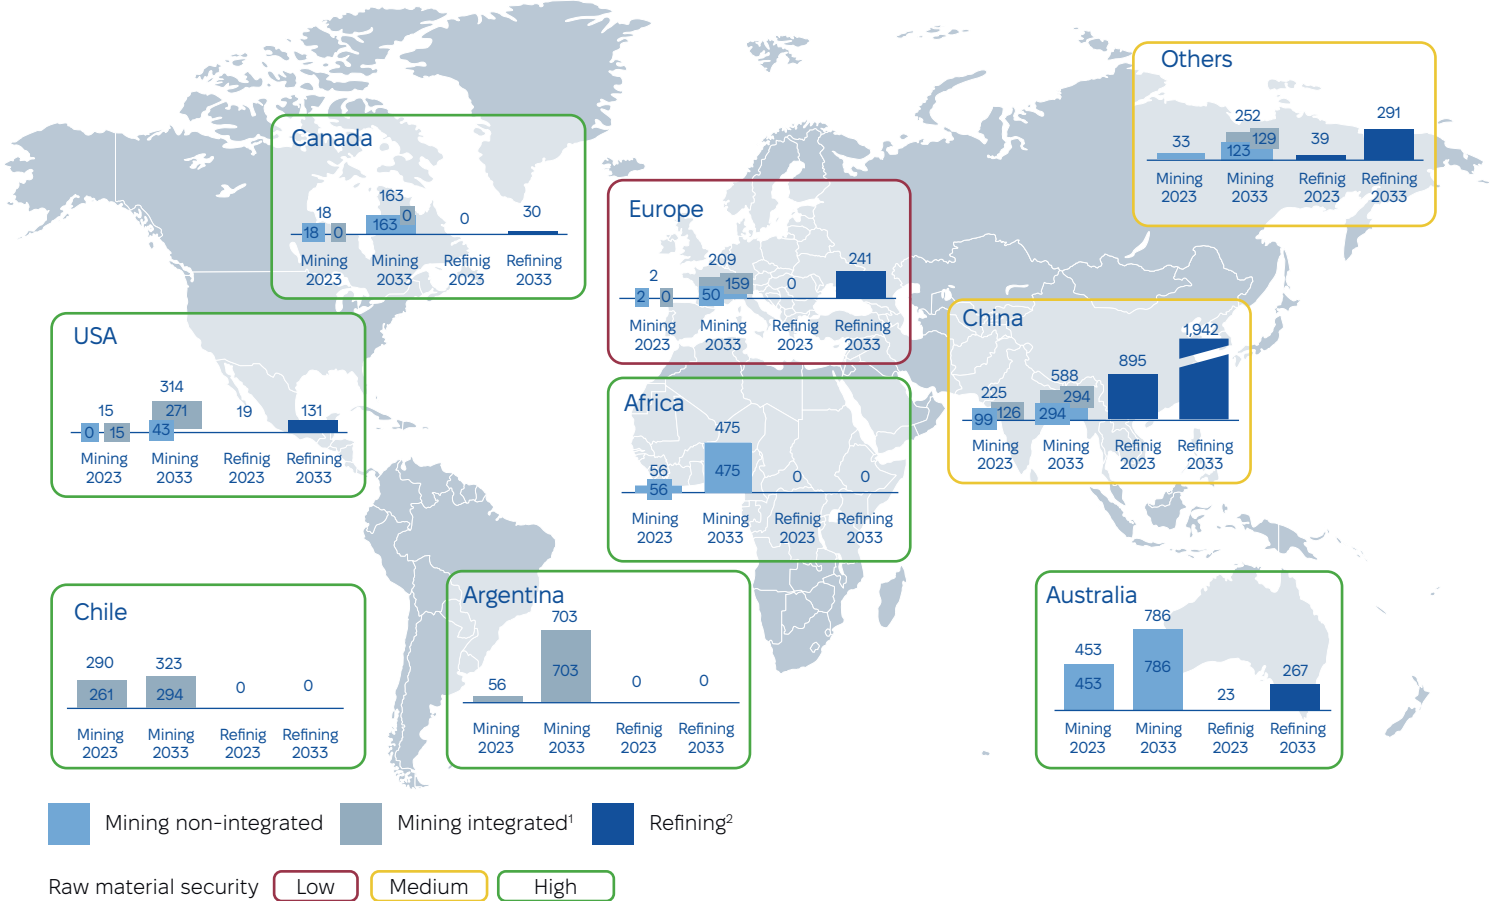 Others
252
291
33
129
39
123
Mining
2023
Mining
2033
Refinig
2023
Refining
2033
Canada
163
18
0
18
0
163
0
30
Mining
2023
Mining
2033
Refinig
2023
Refining
2033
Europe
2
209
241
159
0
2
0
50
Mining
2023
Mining
2033
Refinig
2023
Refining
2033
China
1,942
895
588
225
294
99
126
294
Mining
2023
Mining
2033
Refinig
2023
Refining
2033
USA
314
15
271
19
131
0
15
43
Mining
2023
Mining
2033
Refinig
2023
Refining
2033
Africa
475
56
475
0
0
56
Mining
2023
Mining
2033
Refinig
2023
Refining
2033
Chile
290
323
261
294
0
0
Mining
2023
Mining
2033
Refinig
2023
Refining
2033
Argentina
703
703
56
0
0
Mining
2023
Mining
2033
Refinig
2023
Refining
2033
Australia
786
453
453
786
267
23
Mining
2023
Mining
2033
Refinig
2023
Refining
2033
Mining non-integrated
Mining integrated¹
Refining²
Raw material security
Low
Medium
High